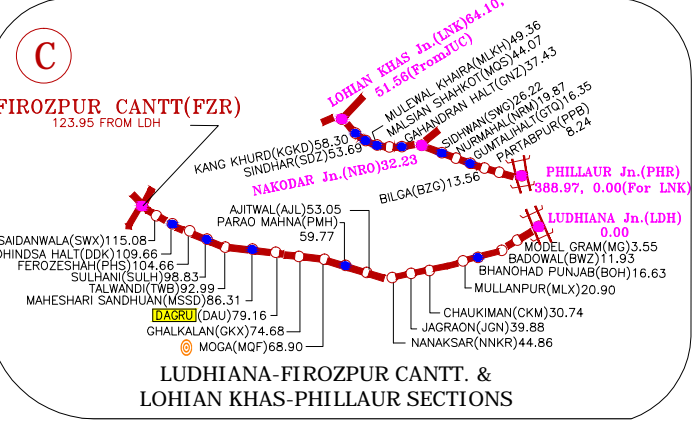 C
LOHIAN KHAS Jn.(LNK)64.10,
51.56(FromJUC)
MULEWAL KHAIRA(MLKH)49.36
MALSIAN SHAHKOT(MQS)44.07
GAHANDRAN HALT(GNZ)37.43
SIDHWAN(SWG)26.22
NURMAHAL(NRM)19.87
GUMTALIHALT(GTQ)16.35
PARTABPUR(PPB)
8.24
FIROZPUR CANTT(FZR)
123.95 FROM LDH
KANG KHURD(KGKD)58.30
SINDHAR(SDZ)53.69
NAKODAR Jn.(NRO)32.23
BILGA(BZG)13.56
PHILLAUR Jn.(PHR)
388.97, 0.00(For LNK)
LUDHIANA Jn.(LDH)
0.00
AJITWAL(AJL)53.05
PARAO MAHNA(PMH)
59.77
SAIDANWALA(SWX)115.08
DHINDSA HALT(DDK)109.66
FEROZESHAH(PHS)104.66
SULHANI(SULH)98.83
TALWANDI(TWB)92.99
MAHESHARI SANDHUAN(MSSD)86.31
DAGRU(DAU)79.16
GHALKALAN(GKX)74.68
MOGA(MQF)68.90
MODEL GRAM(MG)3.55
BADOWAL(BWZ)11.93
BHANOHAD PUNJAB(BOH)16.63
MULLANPUR(MLX)20.90
CHAUKIMAN(CKM)30.74
JAGRAON(JGN)39.88
NANAKSAR(NNKR)44.86
LUDHIANA-FIROZPUR CANTT. &
LOHIAN KHAS-PHILLAUR SECTIONS